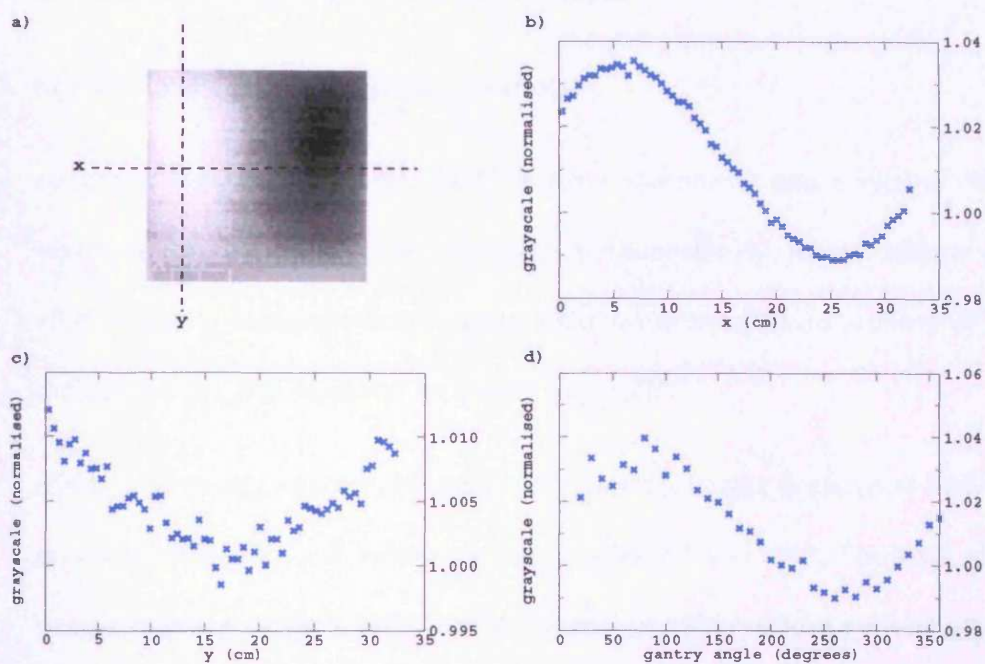 a)
x
y
b)
grayscale (normalised)
1.04
1.02
1.00
0.98
0 5 10 15 20 25 30 35
x (cm)
c)
grayscale (normalised)
1.010
1.005
1.000
0.995
0 5 10 15 20 25 30 35
y (cm)
d)
grayscale (normalised)
1.06
1.04
1.02
1.00
0.98
0 50 100 150 200 250 300 350
gantry angle (degrees)